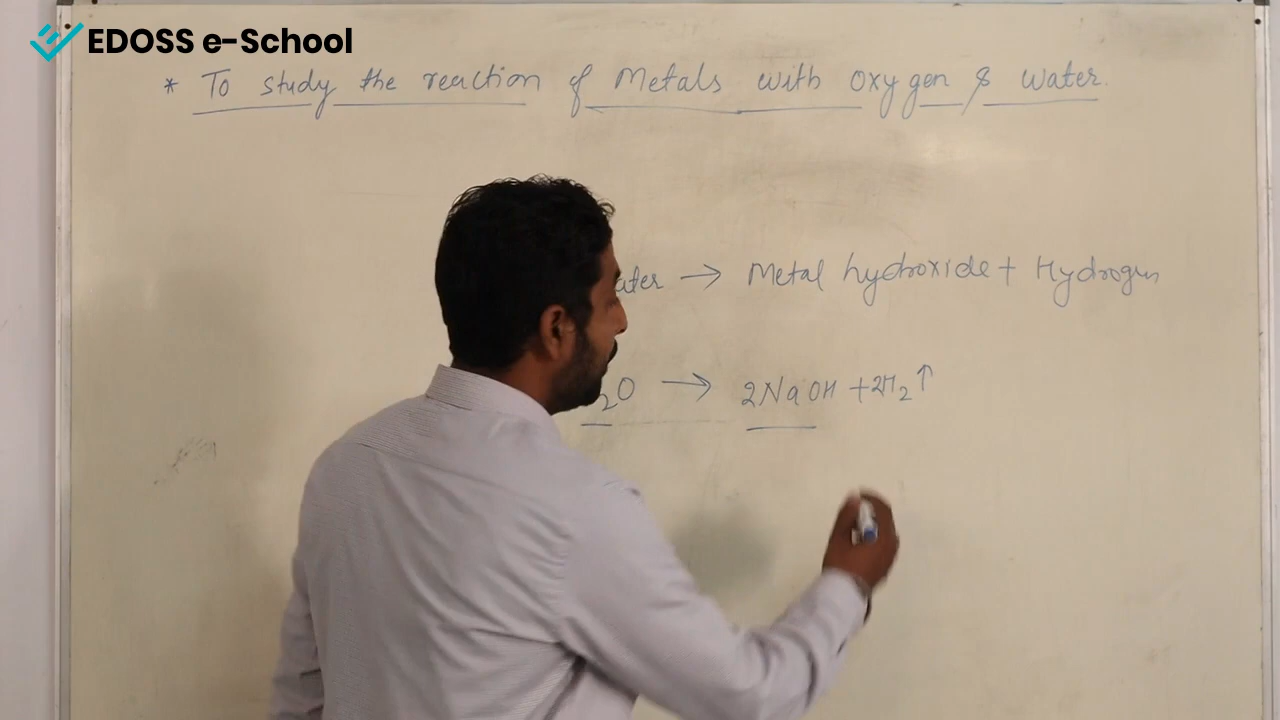 EDOSS e-School
* To study the reaction of Metals with Oxygen & Water.
ater → Metal hydroxide + Hydrogen
2O → 2NaOH + 2H2↑